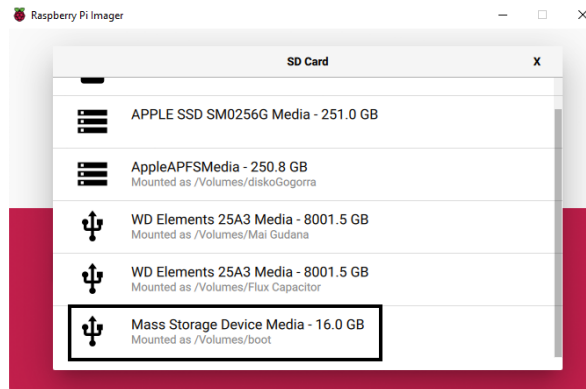 Raspberry Pi Imager
SD Card
X
APPLE SSD SM0256G Media - 251.0 GB
AppleAPFSMedia - 250.8 GB
Mounted as /Volumes/diskoGogorra
WD Elements 25A3 Media - 8001.5 GB
Mounted as /Volumes/Mai Gudana
WD Elements 25A3 Media - 8001.5 GB
Mounted as /Volumes/Flux Capacitor
Mass Storage Device Media - 16.0 GB
Mounted as /Volumes/boot